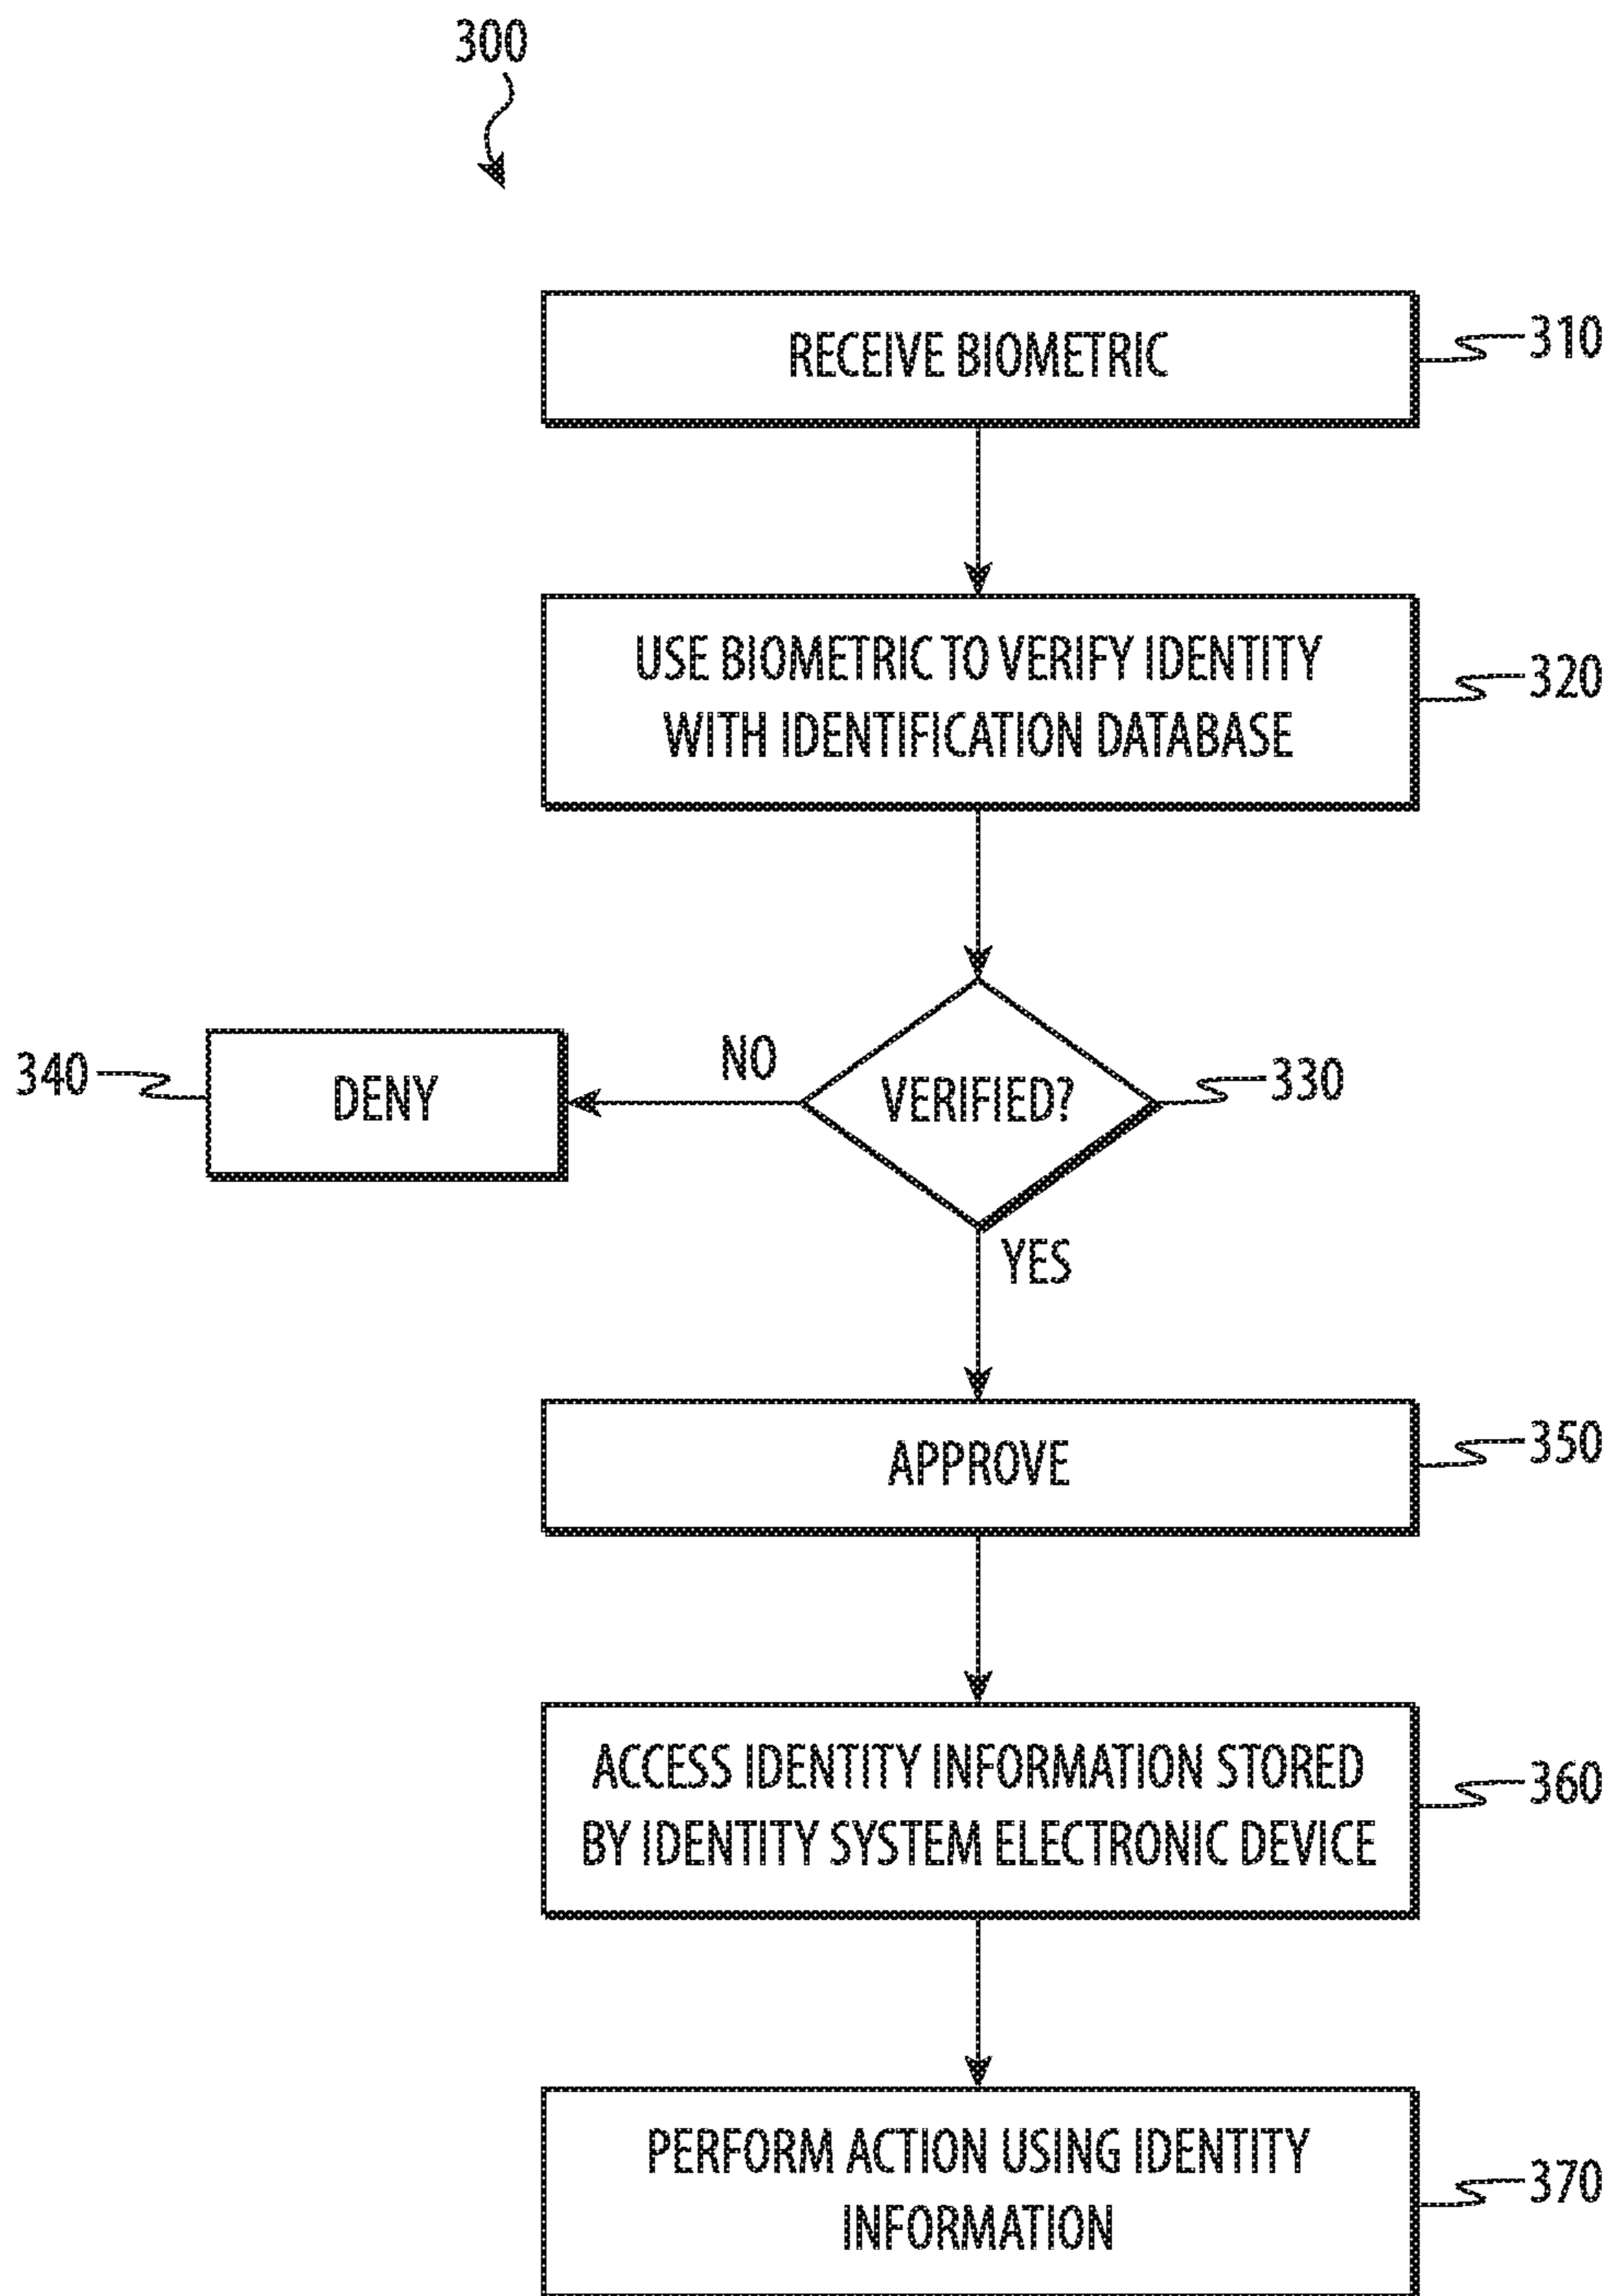 300
RECEIVE BIOMETRIC
310
USE BIOMETRIC TO VERIFY IDENTITY
WITH IDENTIFICATION DATABASE
320
VERIFIED?
330
NO
340
DENY
YES
APPROVE
350
ACCESS IDENTITY INFORMATION STORED
BY IDENTITY SYSTEM ELECTRONIC DEVICE
360
PERFORM ACTION USING IDENTITY
INFORMATION
370